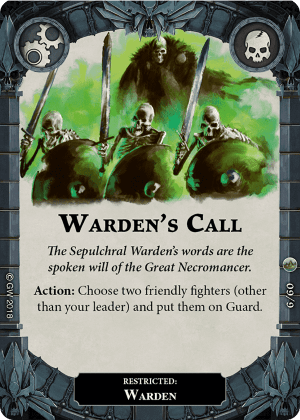 WARDEN'S CALL
The Sepulchral Warden's words are the
spoken will of the Great Necromancer.
Action: Choose two friendly fighters (other
than your leader) and put them on Guard.
© GW 2018
9/60
RESTRICTED:
WARDEN